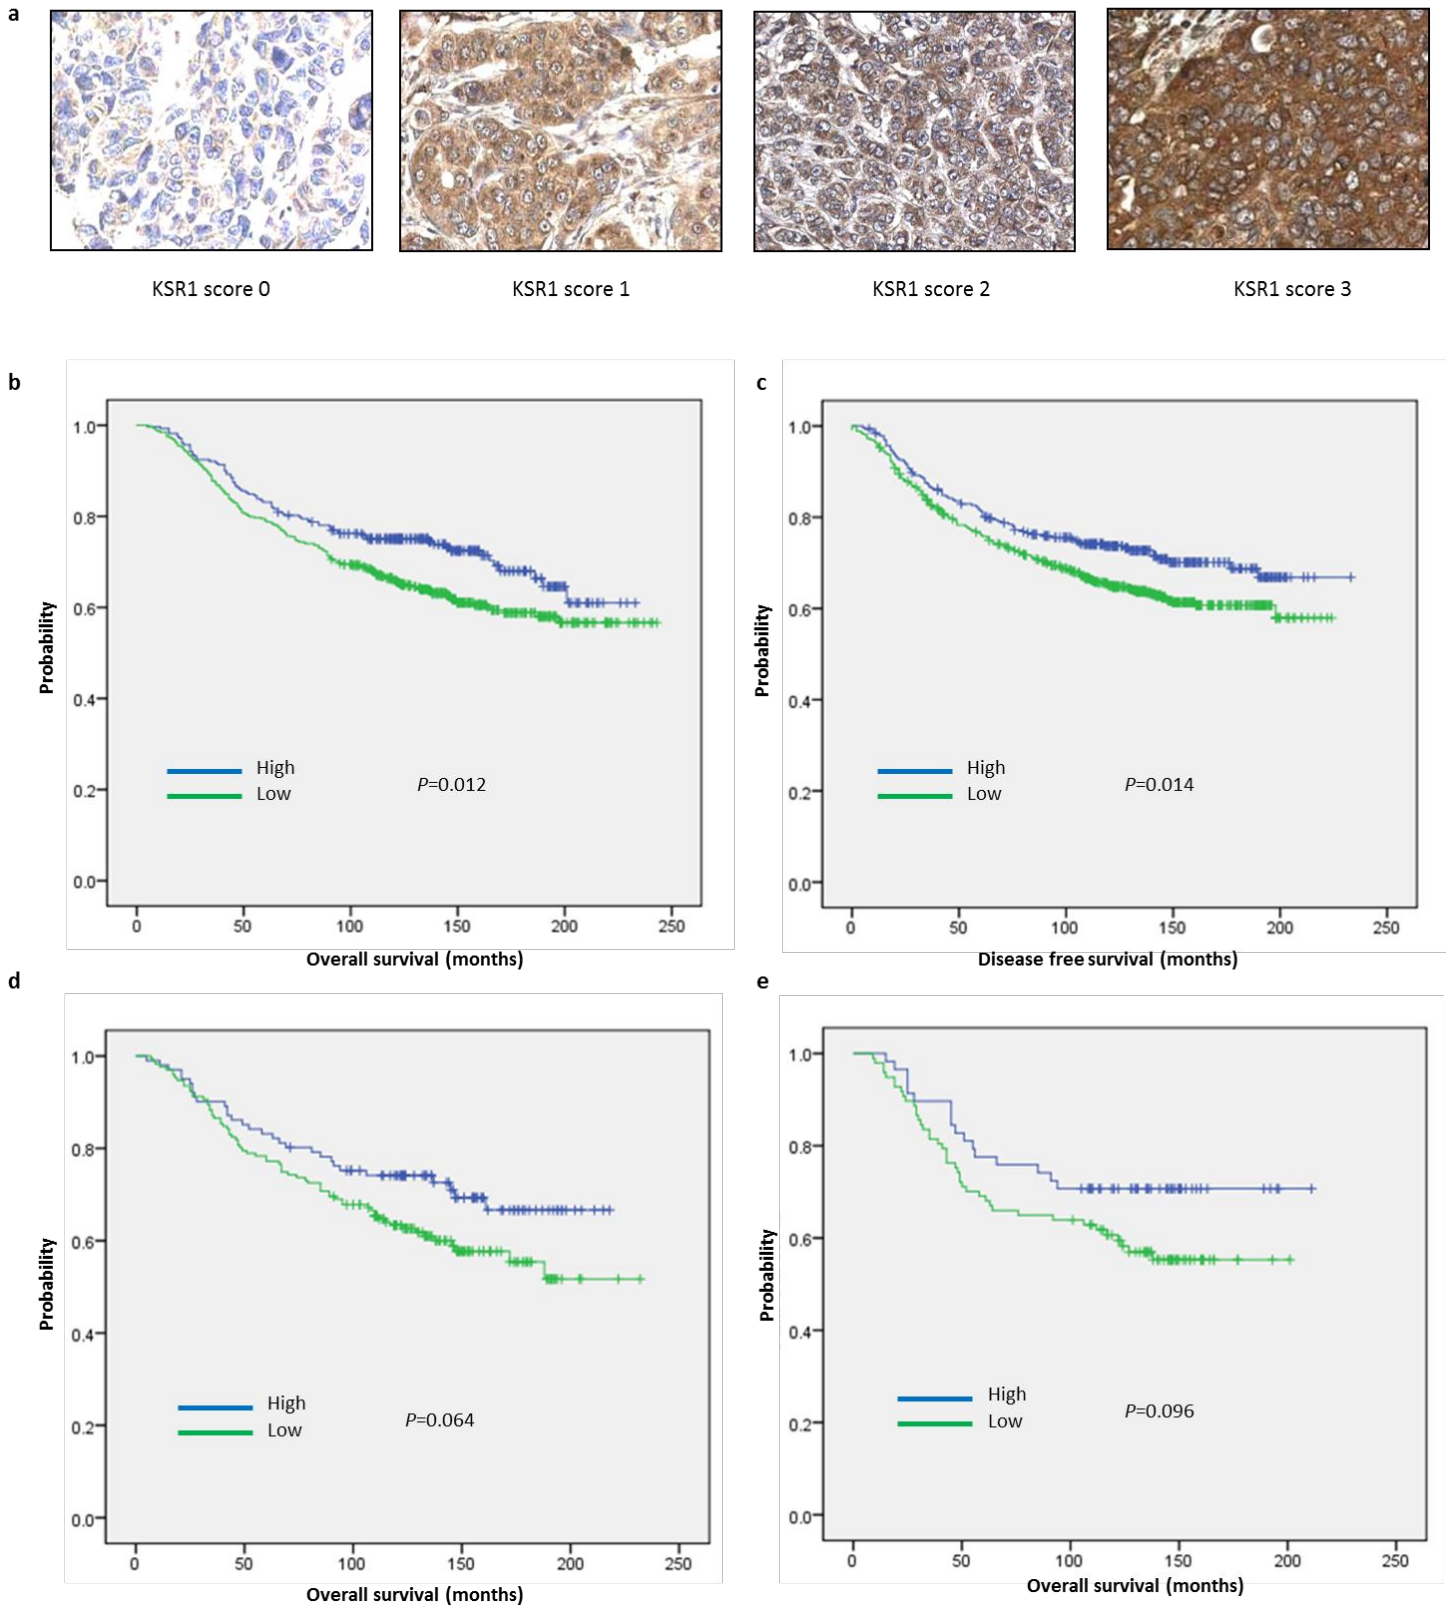 a
KSR1 score 0
KSR1 score 1
KSR1 score 2
KSR1 score 3
b
Probability
1.0
0.8
0.6
0.4
0.2
0.0
High
Low
P=0.012
0 50 100 150 200 250
Overall survival (months)
c
Probability
1.0
0.8
0.6
0.4
0.2
0.0
High
Low
P=0.014
0 50 100 150 200 250
Disease free survival (months)
d
Probability
1.0
0.8
0.6
0.4
0.2
0.0
High
Low
P=0.064
0 50 100 150 200 250
Overall survival (months)
e
Probability
1.0
0.8
0.6
0.4
0.2
0.0
High
Low
P=0.096
0 50 100 150 200 250
Overall survival (months)